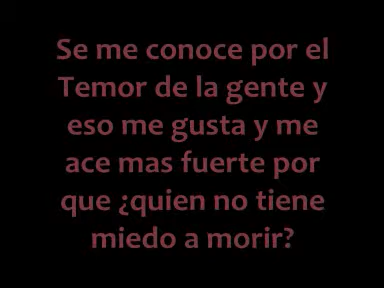 Se me conoce por el
Temor de la gente y
eso me gusta y me
ace mas fuerte por
que ¿quien no tiene
miedo a morir?